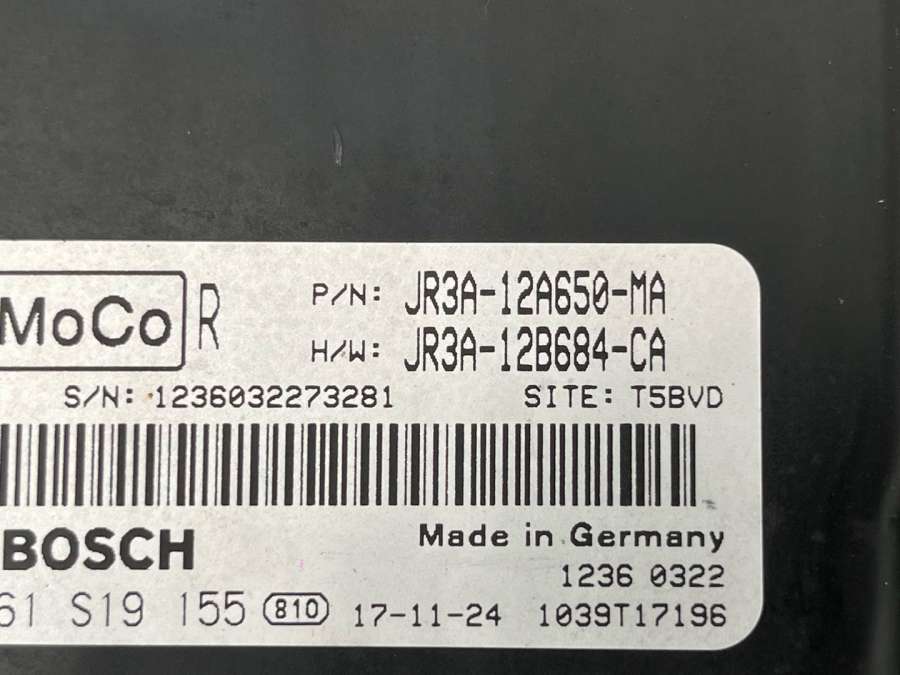 MoCo R P/N: JR3A-12A650-MA
H/W: JR3A-12B684-CA
S/N: 1236032273281 SITE: T5BVD
BOSCH Made in Germany
1236 0322
61 S19 155 810 17-11-24 1039T17196